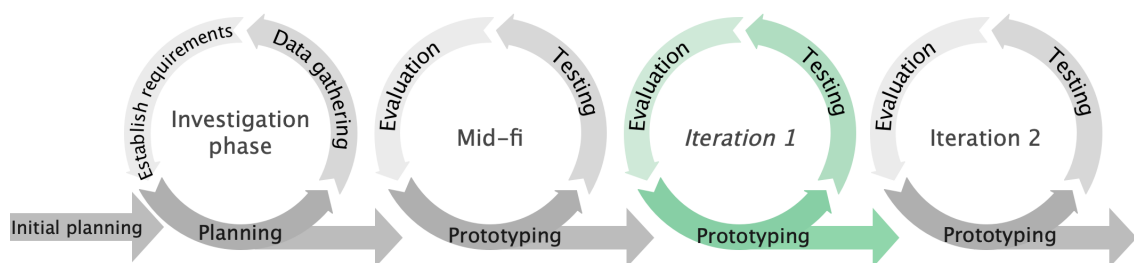 Initial planning
Establish requirements
Data gathering
Investigation
phase
Planning
Evaluation
Testing
Mid-fi
Prototyping
Evaluation
Testing
Iteration 1
Prototyping
Evaluation
Testing
Iteration 2
Prototyping